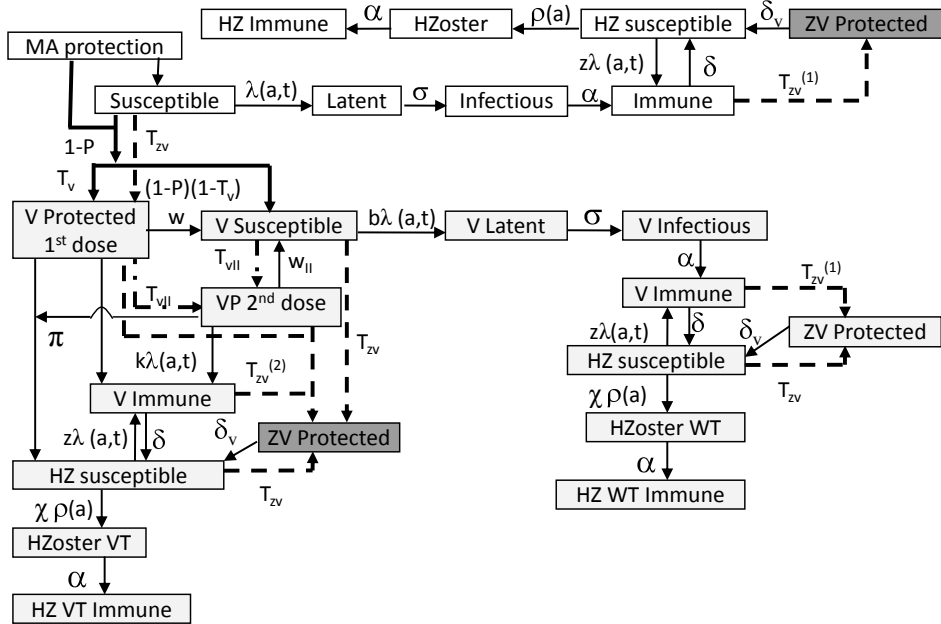 HZ Immune
α
HZoster
ρ(a)
HZ susceptible
δv
ZV Protected
MA protection
zλ (a,t)
δ
Tzv(1)
Susceptible
λ(a,t)
Latent
σ
Infectious
α
Immune
1-P
Tzv
Tv
(1-P)(1-Tv)
V Protected
1st dose
w
V Susceptible
bλ (a,t)
V Latent
σ
V Infectious
TvII
wII
α
TvII
VP 2nd dose
V Immune
Tzv(1)
π
Tzv
zλ(a,t)
δ
δv
ZV Protected
kλ(a,t)
Tzv(2)
HZ susceptible
Tzv
V Immune
χ ρ(a)
zλ (a,t)
δ
δv
ZV Protected
HZoster WT
HZ susceptible
Tzv
α
χ ρ(a)
HZ WT Immune
HZoster VT
α
HZ VT Immune